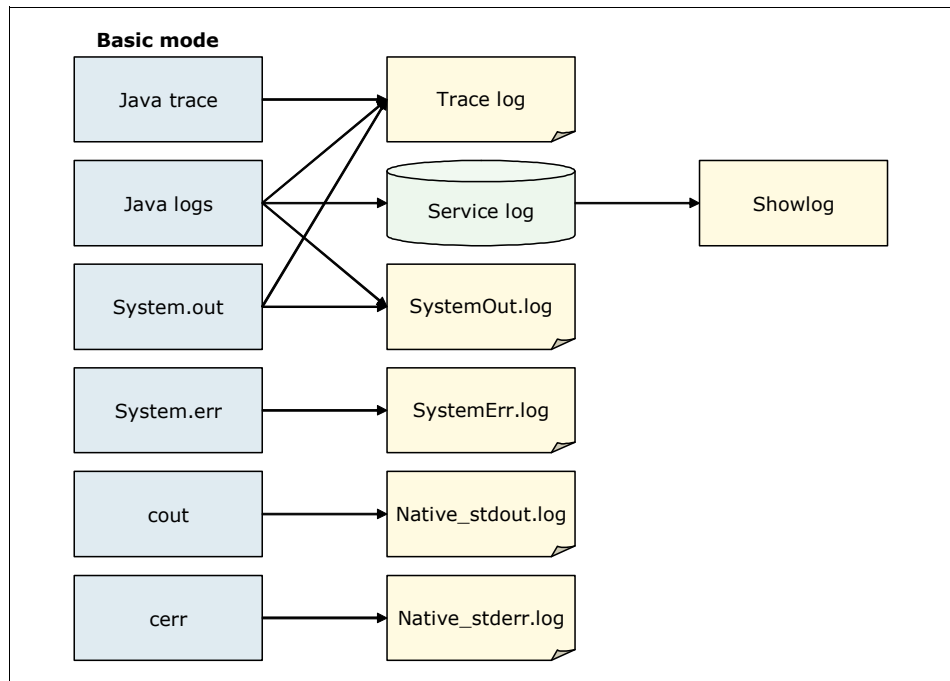 Basic mode
Java trace
Trace log
Java logs
Service log
Showlog
System.out
SystemOut.log
System.err
SystemErr.log
cout
Native_stdout.log
cerr
Native_stderr.log